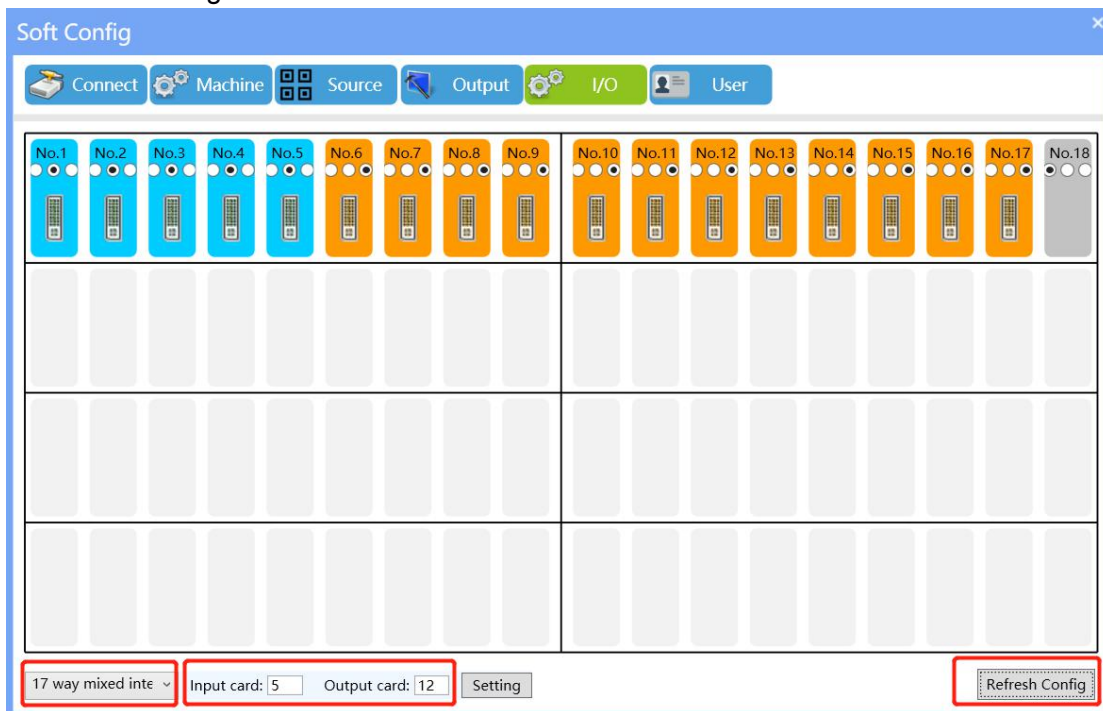 Soft Config
Connect Machine Source Output I/O User
No.1 No.2 No.3 No.4 No.5 No.6 No.7 No.8 No.9 No.10 No.11 No.12 No.13 No.14 No.15 No.16 No.17 No.18
17 way mixed inte Input card: 5 Output card: 12 Setting Refresh Config